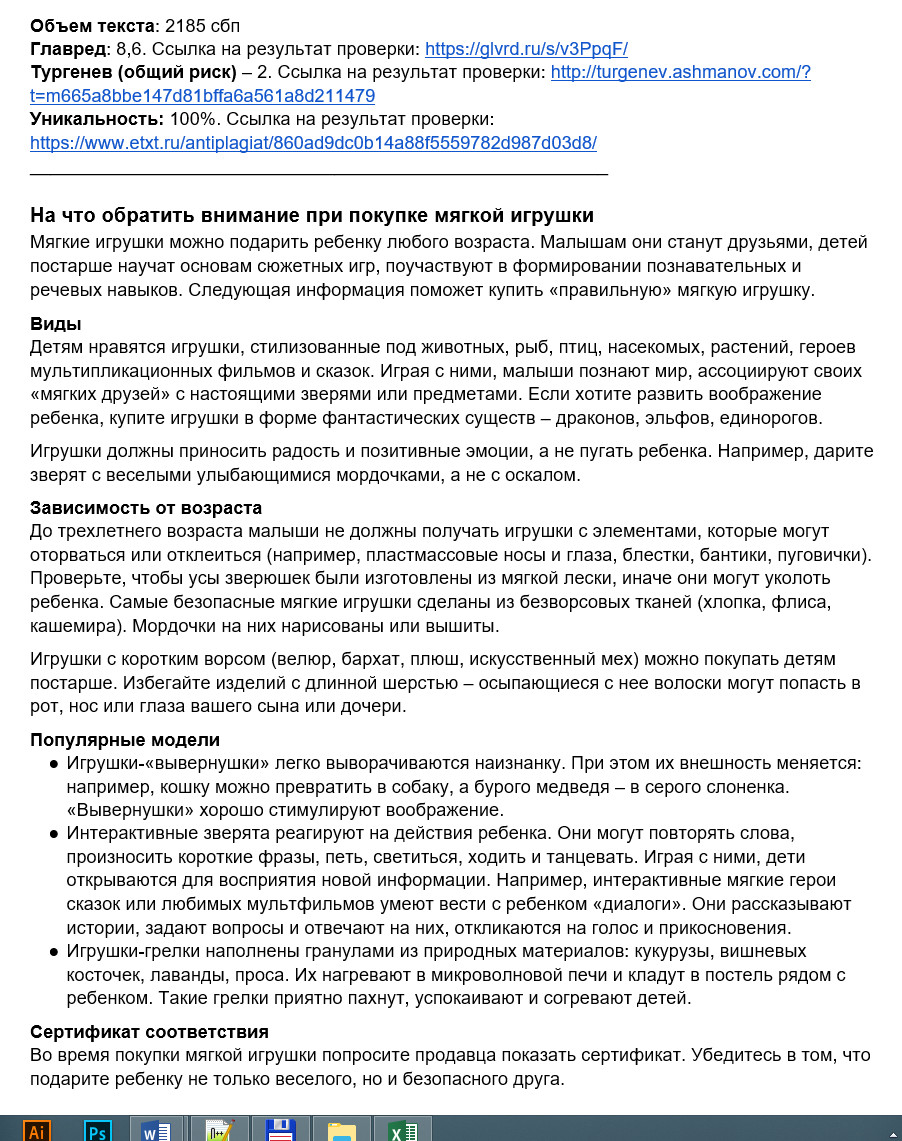 Объем текста: 2185 сбп
Главред: 8,6. Ссылка на результат проверки: https://glvrd.ru/s/v3PpqF/
Тургенев (общий риск) – 2. Ссылка на результат проверки: http://turgenev.ashmanov.com/?
t=m665a8bbe147d81bffa6a561a8d211479
Уникальность: 100%. Ссылка на результат проверки:
https://www.etxt.ru/antiplagiat/860ad9dc0b14a88f5559782d987d03d8/
На что обратить внимание при покупке мягкой игрушки
Мягкие игрушки можно подарить ребенку любого возраста. Малышам они станут друзьями, детей
постарше научат основам сюжетных игр, поучаствуют в формировании познавательных и
речевых навыков. Следующая информация поможет купить «правильную» мягкую игрушку.
Виды
Детям нравятся игрушки, стилизованные под животных, рыб, птиц, насекомых, растений, героев
мультипликационных фильмов и сказок. Играя с ними, малыши познают мир, ассоциируют своих
«мягких друзей» с настоящими зверями или предметами. Если хотите развить воображение
ребенка, купите игрушки в форме фантастических существ – драконов, эльфов, единорогов.
Игрушки должны приносить радость и позитивные эмоции, а не пугать ребенка. Например, дарите
зверят с веселыми улыбающимися мордочками, а не с оскалом.
Зависимость от возраста
До трехлетнего возраста малыши не должны получать игрушки с элементами, которые могут
оторваться или отклеиться (например, пластмассовые носы и глаза, блестки, бантики, пуговички).
Проверьте, чтобы усы зверюшек были изготовлены из мягкой лески, иначе они могут уколоть
ребенка. Самые безопасные мягкие игрушки сделаны из безворсовых тканей (хлопка, флиса,
кашемира). Мордочки на них нарисованы или вышиты.
Игрушки с коротким ворсом (велюр, бархат, плюш, искусственный мех) можно покупать детям
постарше. Избегайте изделий с длинной шерстью – осыпающиеся с нее волоски могут попасть в
рот, нос или глаза вашего сына или дочери.
Популярные модели
● Игрушки-«вывернушки» легко выворачиваются наизнанку. При этом их внешность меняется:
например, кошку можно превратить в собаку, а бурого медведя – в серого слоненка.
«Вывернушки» хорошо стимулируют воображение.
● Интерактивные зверята реагируют на действия ребенка. Они могут повторять слова,
произносить короткие фразы, петь, светиться, ходить и танцевать. Играя с ними, дети
открываются для восприятия новой информации. Например, интерактивные мягкие герои
сказок или любимых мультфильмов умеют вести с ребенком «диалоги». Они рассказывают
истории, задают вопросы и отвечают на них, откликаются на голос и прикосновения.
● Игрушки-грелки наполнены гранулами из природных материалов: кукурузы, вишневых
косточек, лаванды, проса. Их нагревают в микроволновой печи и кладут в постель рядом с
ребенком. Такие грелки приятно пахнут, успокаивают и согревают детей.
Сертификат соответствия
Во время покупки мягкой игрушки попросите продавца показать сертификат. Убедитесь в том, что
подарите ребенку не только веселого, но и безопасного друга.
Ai Ps W